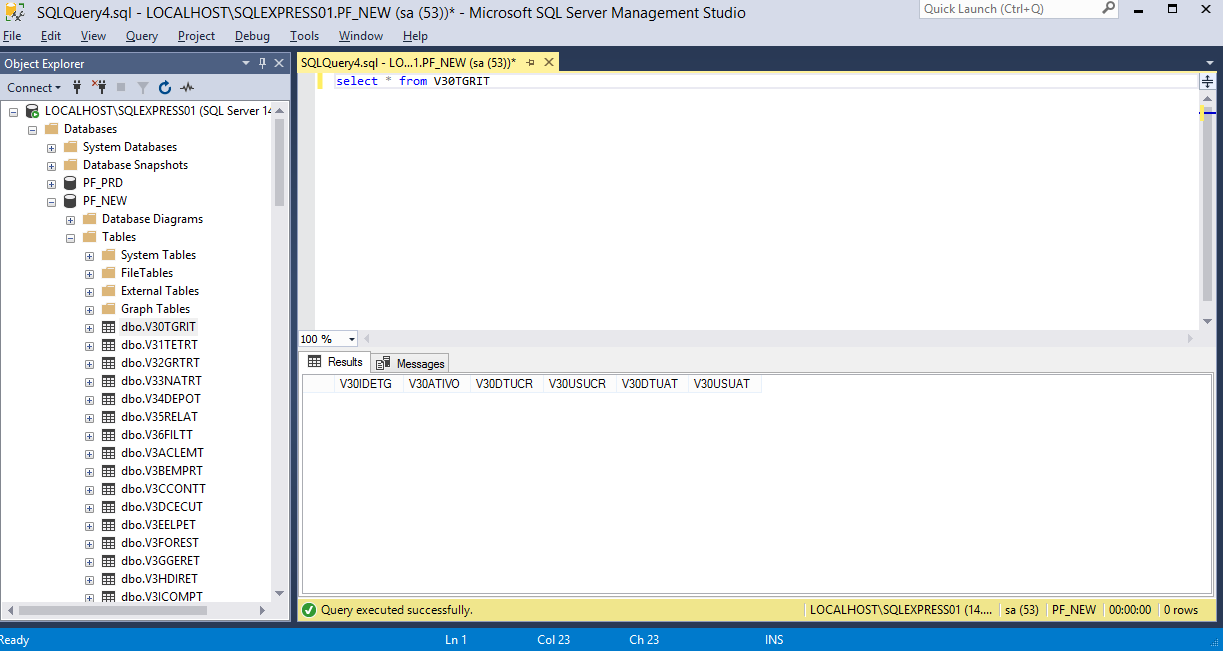 SQLQuery4.sql - LOCALHOST\SQLEXPRESS01.PF_NEW (sa (53))* - Microsoft SQL Server Management Studio
Quick Launch (Ctrl+Q)
File Edit View Query Project Debug Tools Window Help
Object Explorer
Connect
LOCALHOST\SQLEXPRESS01 (SQL Server 14
Databases
System Databases
Database Snapshots
PF_PRD
PF_NEW
Database Diagrams
Tables
System Tables
FileTables
External Tables
Graph Tables
dbo.V30TGRIT
dbo.V31TETRT
dbo.V32GRTRT
dbo.V33NATRT
dbo.V34DEPOT
dbo.V35RELAT
dbo.V36FILTT
dbo.V3ACLEMT
dbo.V3BEMPRT
dbo.V3CCONTT
dbo.V3DCECUT
dbo.V3EELPET
dbo.V3FOREST
dbo.V3GGERET
dbo.V3HDIRET
dbo.V3ICOMPT
SQLQuery4.sql - LO...1.PF_NEW (sa (53))*
select * from V30TGRIT
100 %
Results Messages
V30IDETG V30ATIVO V30DTUCR V30USUCR V30DTUAT V30USUAT
Query executed successfully. LOCALHOST\SQLEXPRESS01 (14.... sa (53) PF_NEW 00:00:00 0 rows
Ready Ln 1 Col 23 Ch 23 INS